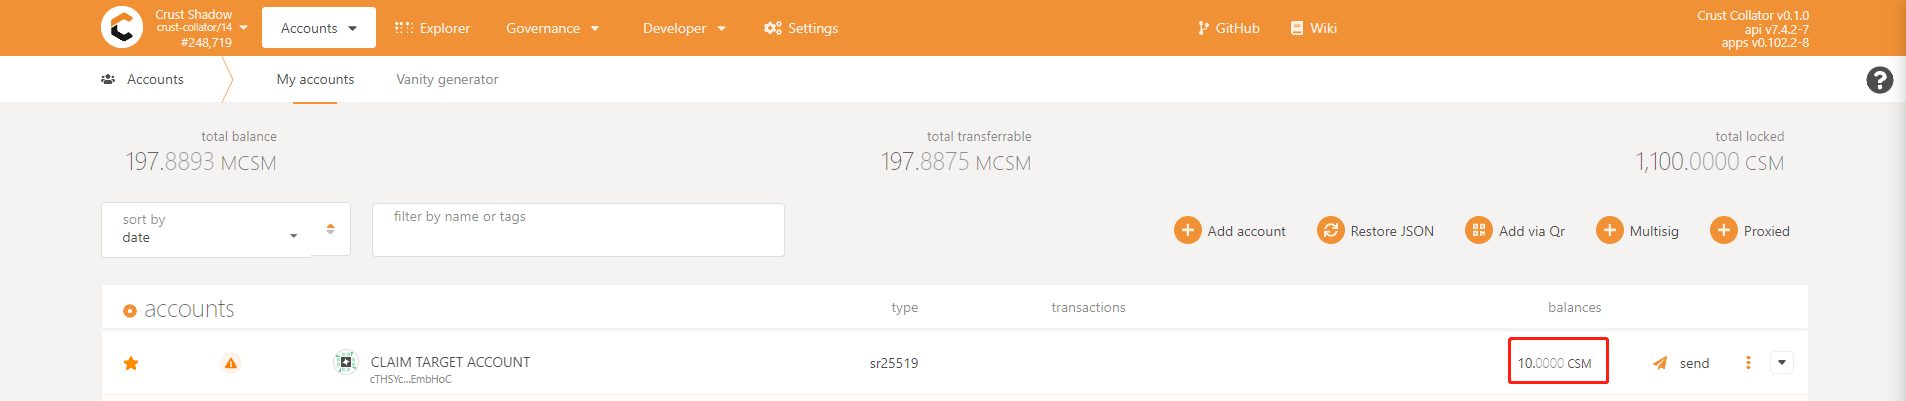 Crust Shadow
crust-collator/14
#248,719
Accounts
Explorer
Governance
Developer
Settings
GitHub
Wiki
Crust Collator v0.1.0
api v7.4.2-7
apps v0.102.2-8
Accounts
My accounts
Vanity generator
?
total balance
197.8893 MCSM
total transferrable
197.8875 MCSM
total locked
1,100.0000 CSM
sort by
date
filter by name or tags
Add account
Restore JSON
Add via Qr
Multisig
Proxied
accounts
type
transactions
balances
CLAIM TARGET ACCOUNT
cTHSYc...EmbHoC
sr25519
10.0000 CSM
send